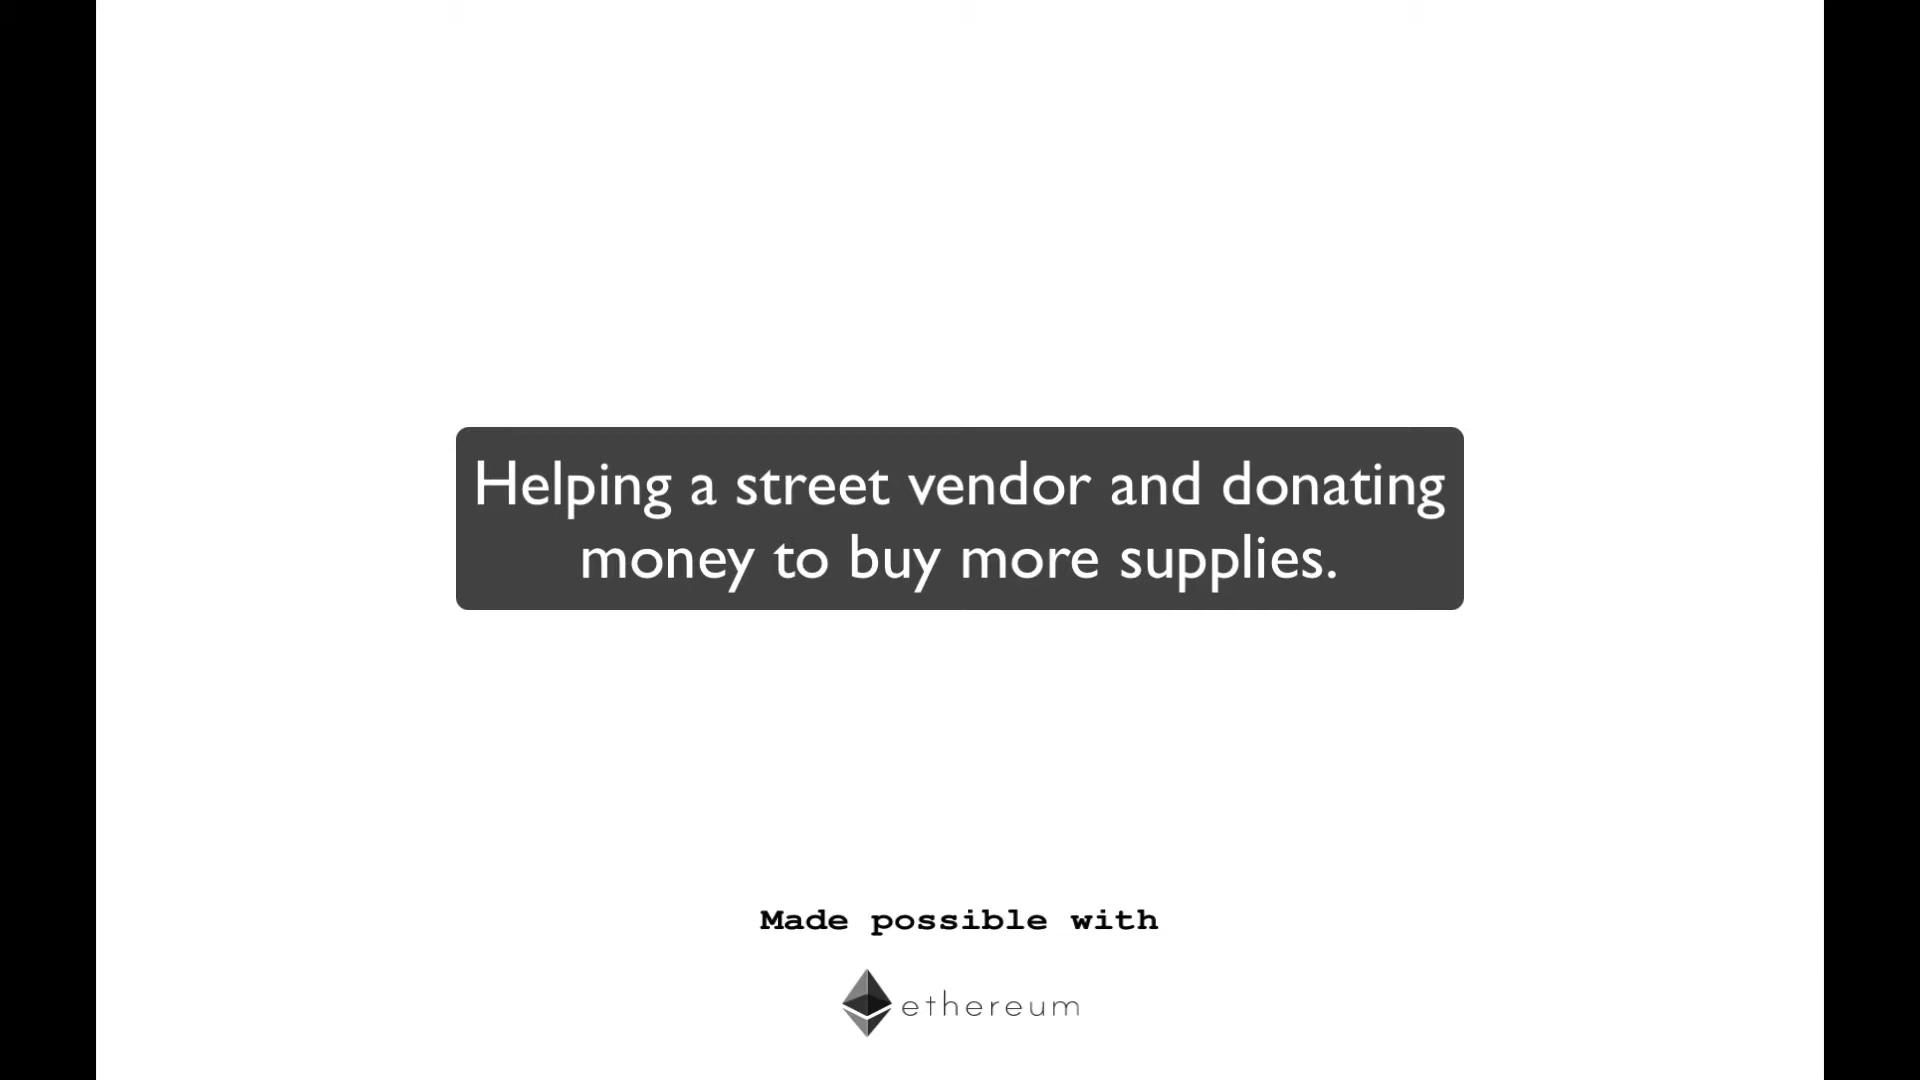 Helping a street vendor and donating
money to buy more supplies.
Made possible with
ethereum